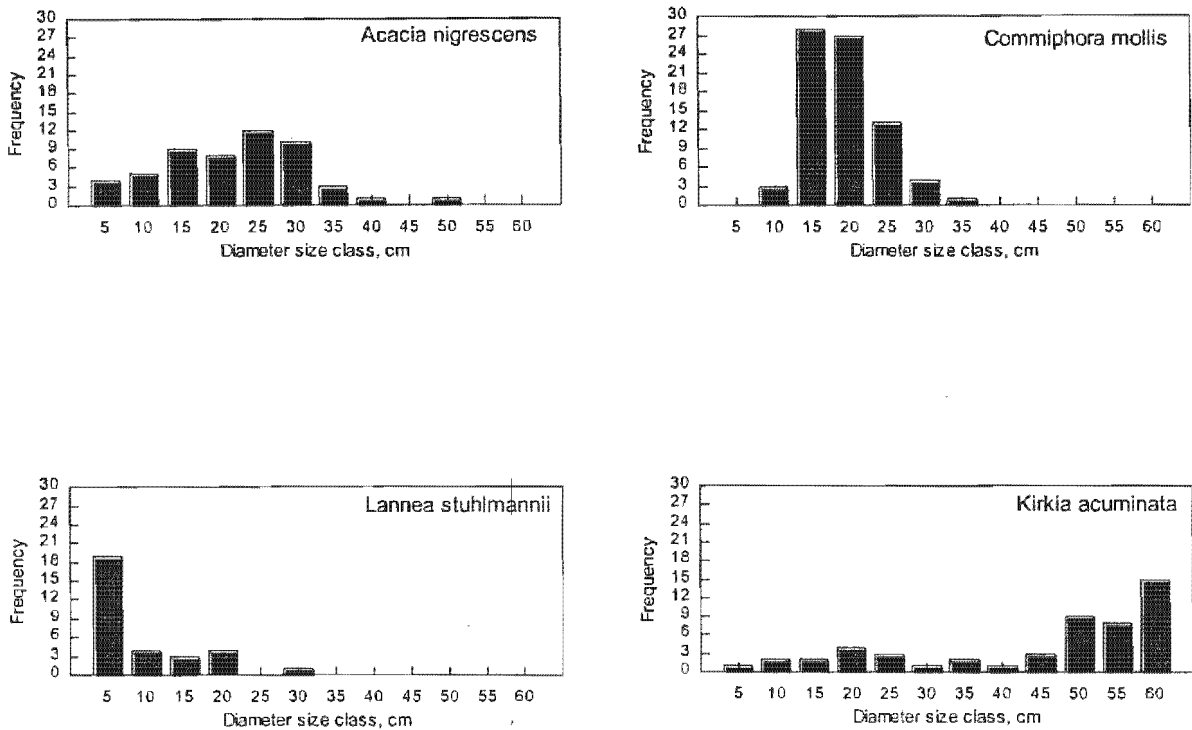 Acacia nigrescens
Frequency
30
27
24
21
18
15
12
9
6
3
0
5 10 15 20 25 30 35 40 45 50 55 60
Diameter size class, cm
Commiphora mollis
Frequency
30
27
24
21
18
15
12
9
6
3
0
5 10 15 20 25 30 35 40 45 50 55 60
Diameter size class, cm
Lannea stuhlmannii
Frequency
30
27
24
21
18
15
12
9
6
3
0
5 10 15 20 25 30 35 40 45 50 55 60
Diameter size class, cm
Kirkia acuminata
Frequency
30
27
24
21
18
15
12
9
6
3
0
5 10 15 20 25 30 35 40 45 50 55 60
Diameter size class, cm